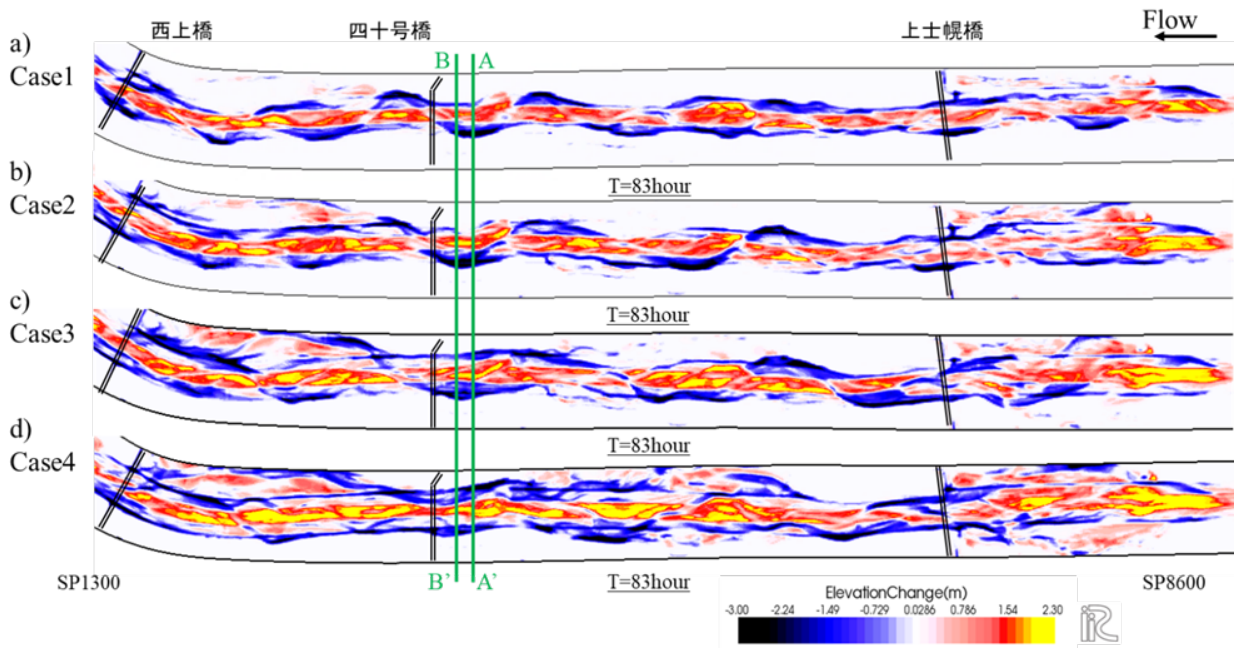 西上橋 四十号橋 上士幌橋 Flow
a)
Case1
B A
T=83hour
b)
Case2
T=83hour
c)
Case3
T=83hour
d)
Case4
B' A'
SP1300 T=83hour SP8600
ElevationChange(m)
-3.00 -2.24 -1.49 -0.729 0.0286 0.786 1.54 2.30
iRIC